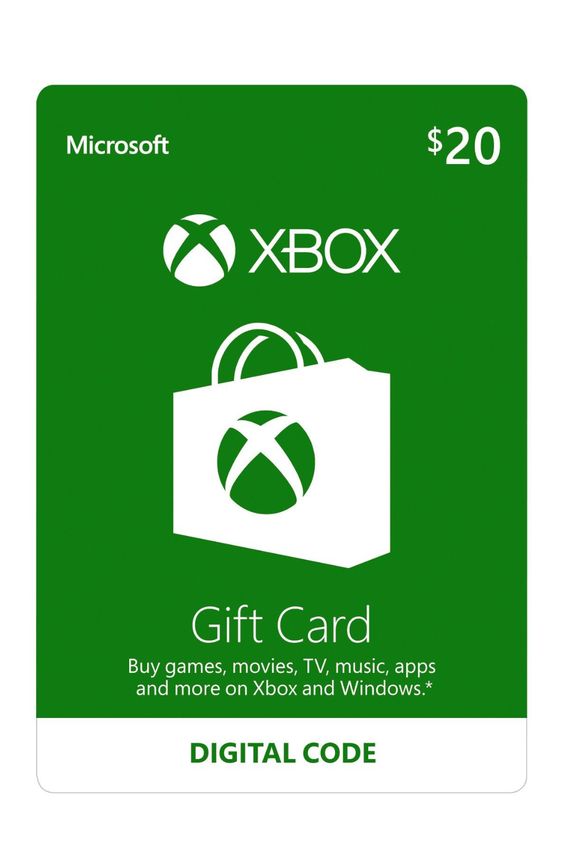 Microsoft
$20
XBOX
Gift Card
Buy games, movies, TV, music, apps
and more on Xbox and Windows.*
DIGITAL CODE